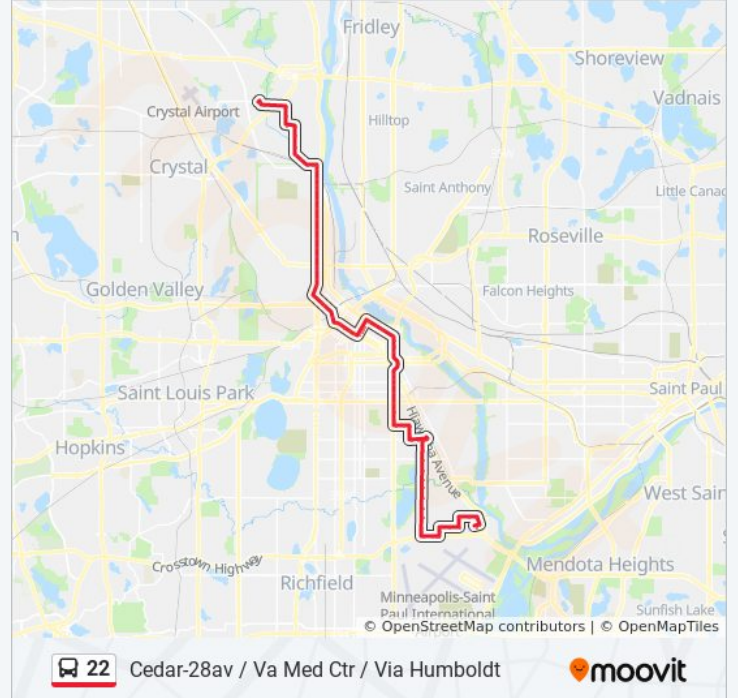 Fridley
Shoreview
Vadnais
Crystal Airport
Hilltop
Crystal
Saint Anthony
Little Canad
Roseville
Golden Valley
Falcon Heights
Saint Louis Park
Saint Paul
Hopkins
Hiawatha Avenue
West Sain
Crosstown Highway
Mendota Heights
Richfield
Minneapolis-Saint
Paul International
Airport
Sunfish Lake
© OpenStreetMap contributors | © OpenMapTiles
22 Cedar-28av / Va Med Ctr / Via Humboldt
moovit